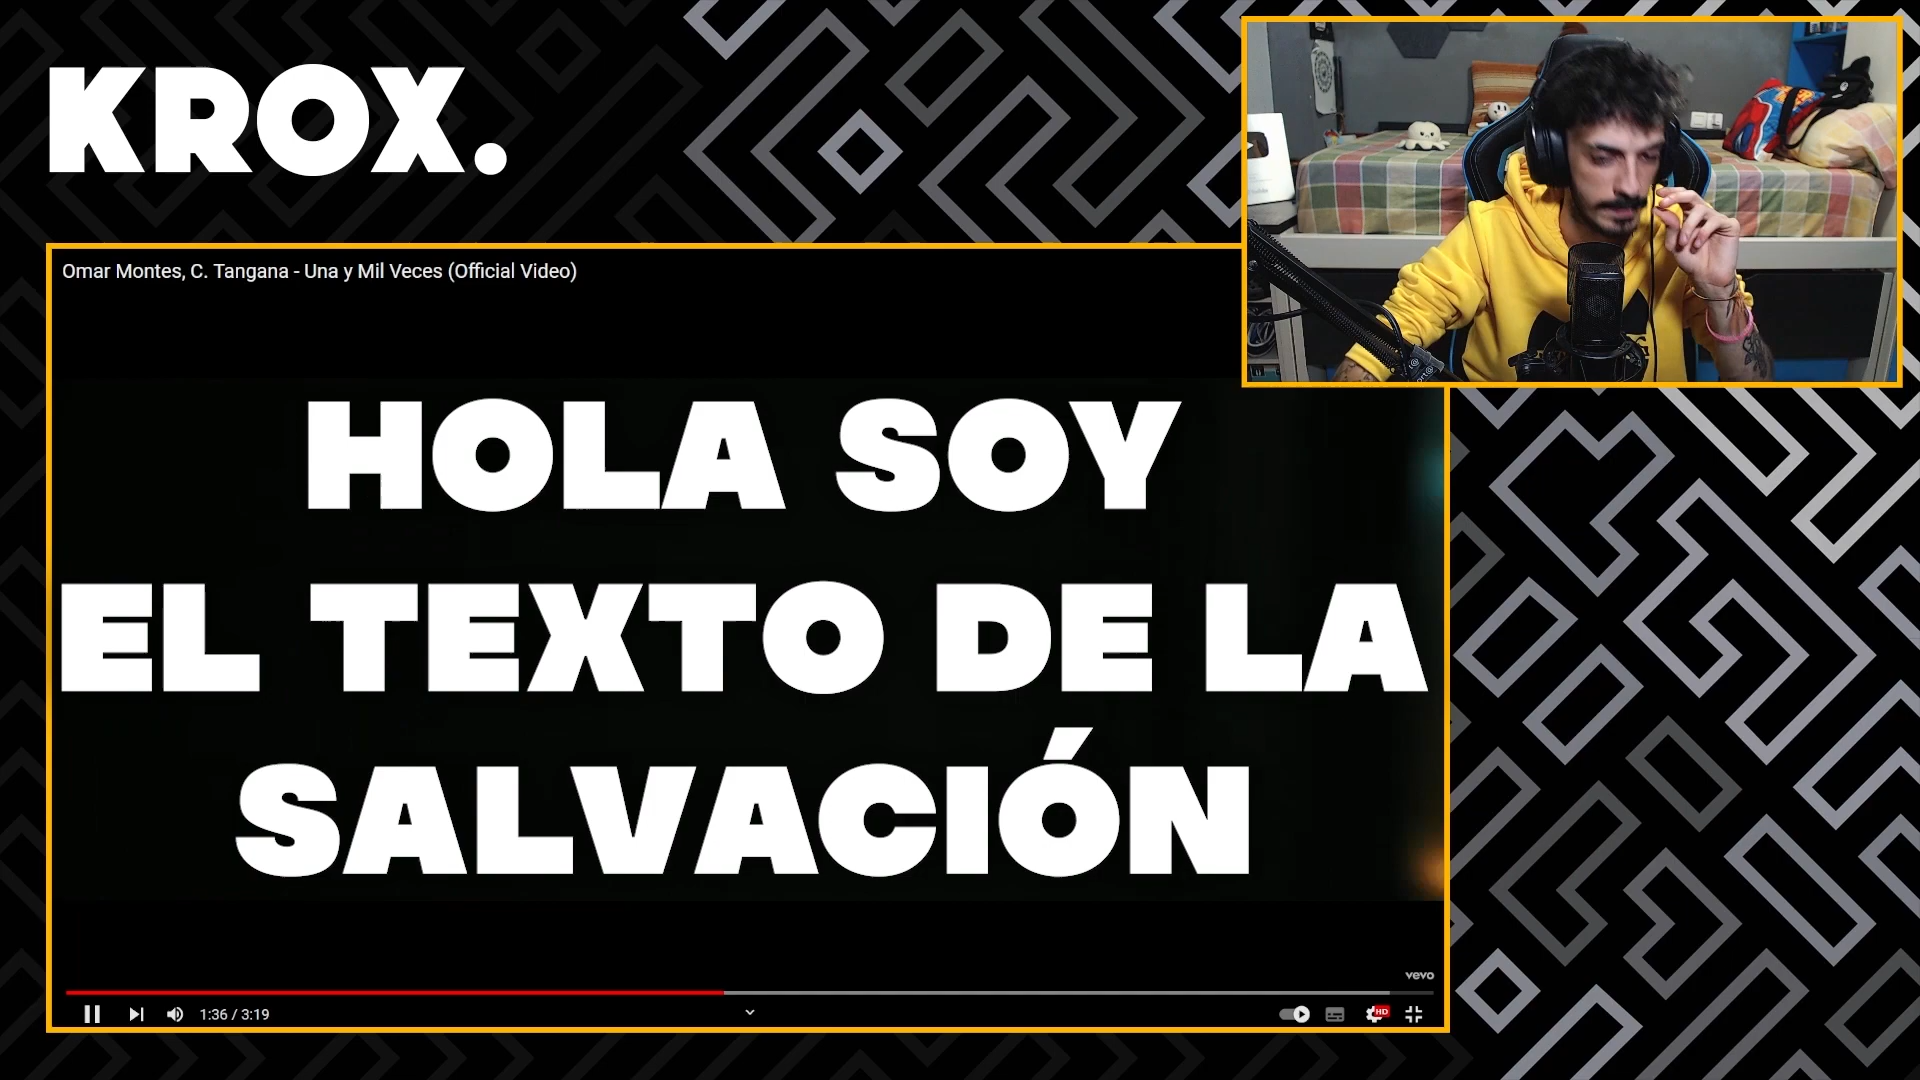 KROX.
Omar Montes, C. Tangana - Una y Mil Veces (Official Video)
HOLA SOY
EL TEXTO DE LA
SALVACIÓN
vevo
1:36 / 3:19
HD